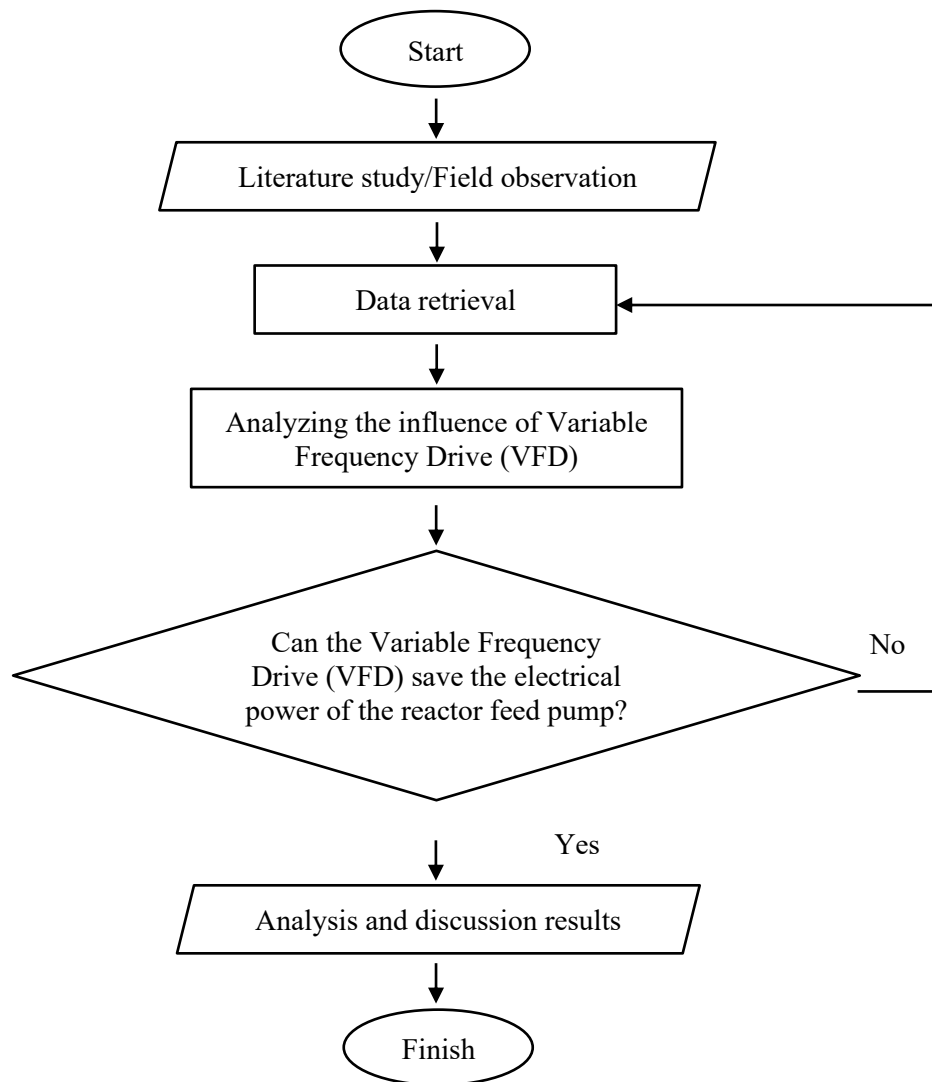 Start
Literature study/Field observation
Data retrieval
Analyzing the influence of Variable
Frequency Drive (VFD)
Can the Variable Frequency
Drive (VFD) save the electrical
power of the reactor feed pump?
No
Yes
Analysis and discussion results
Finish